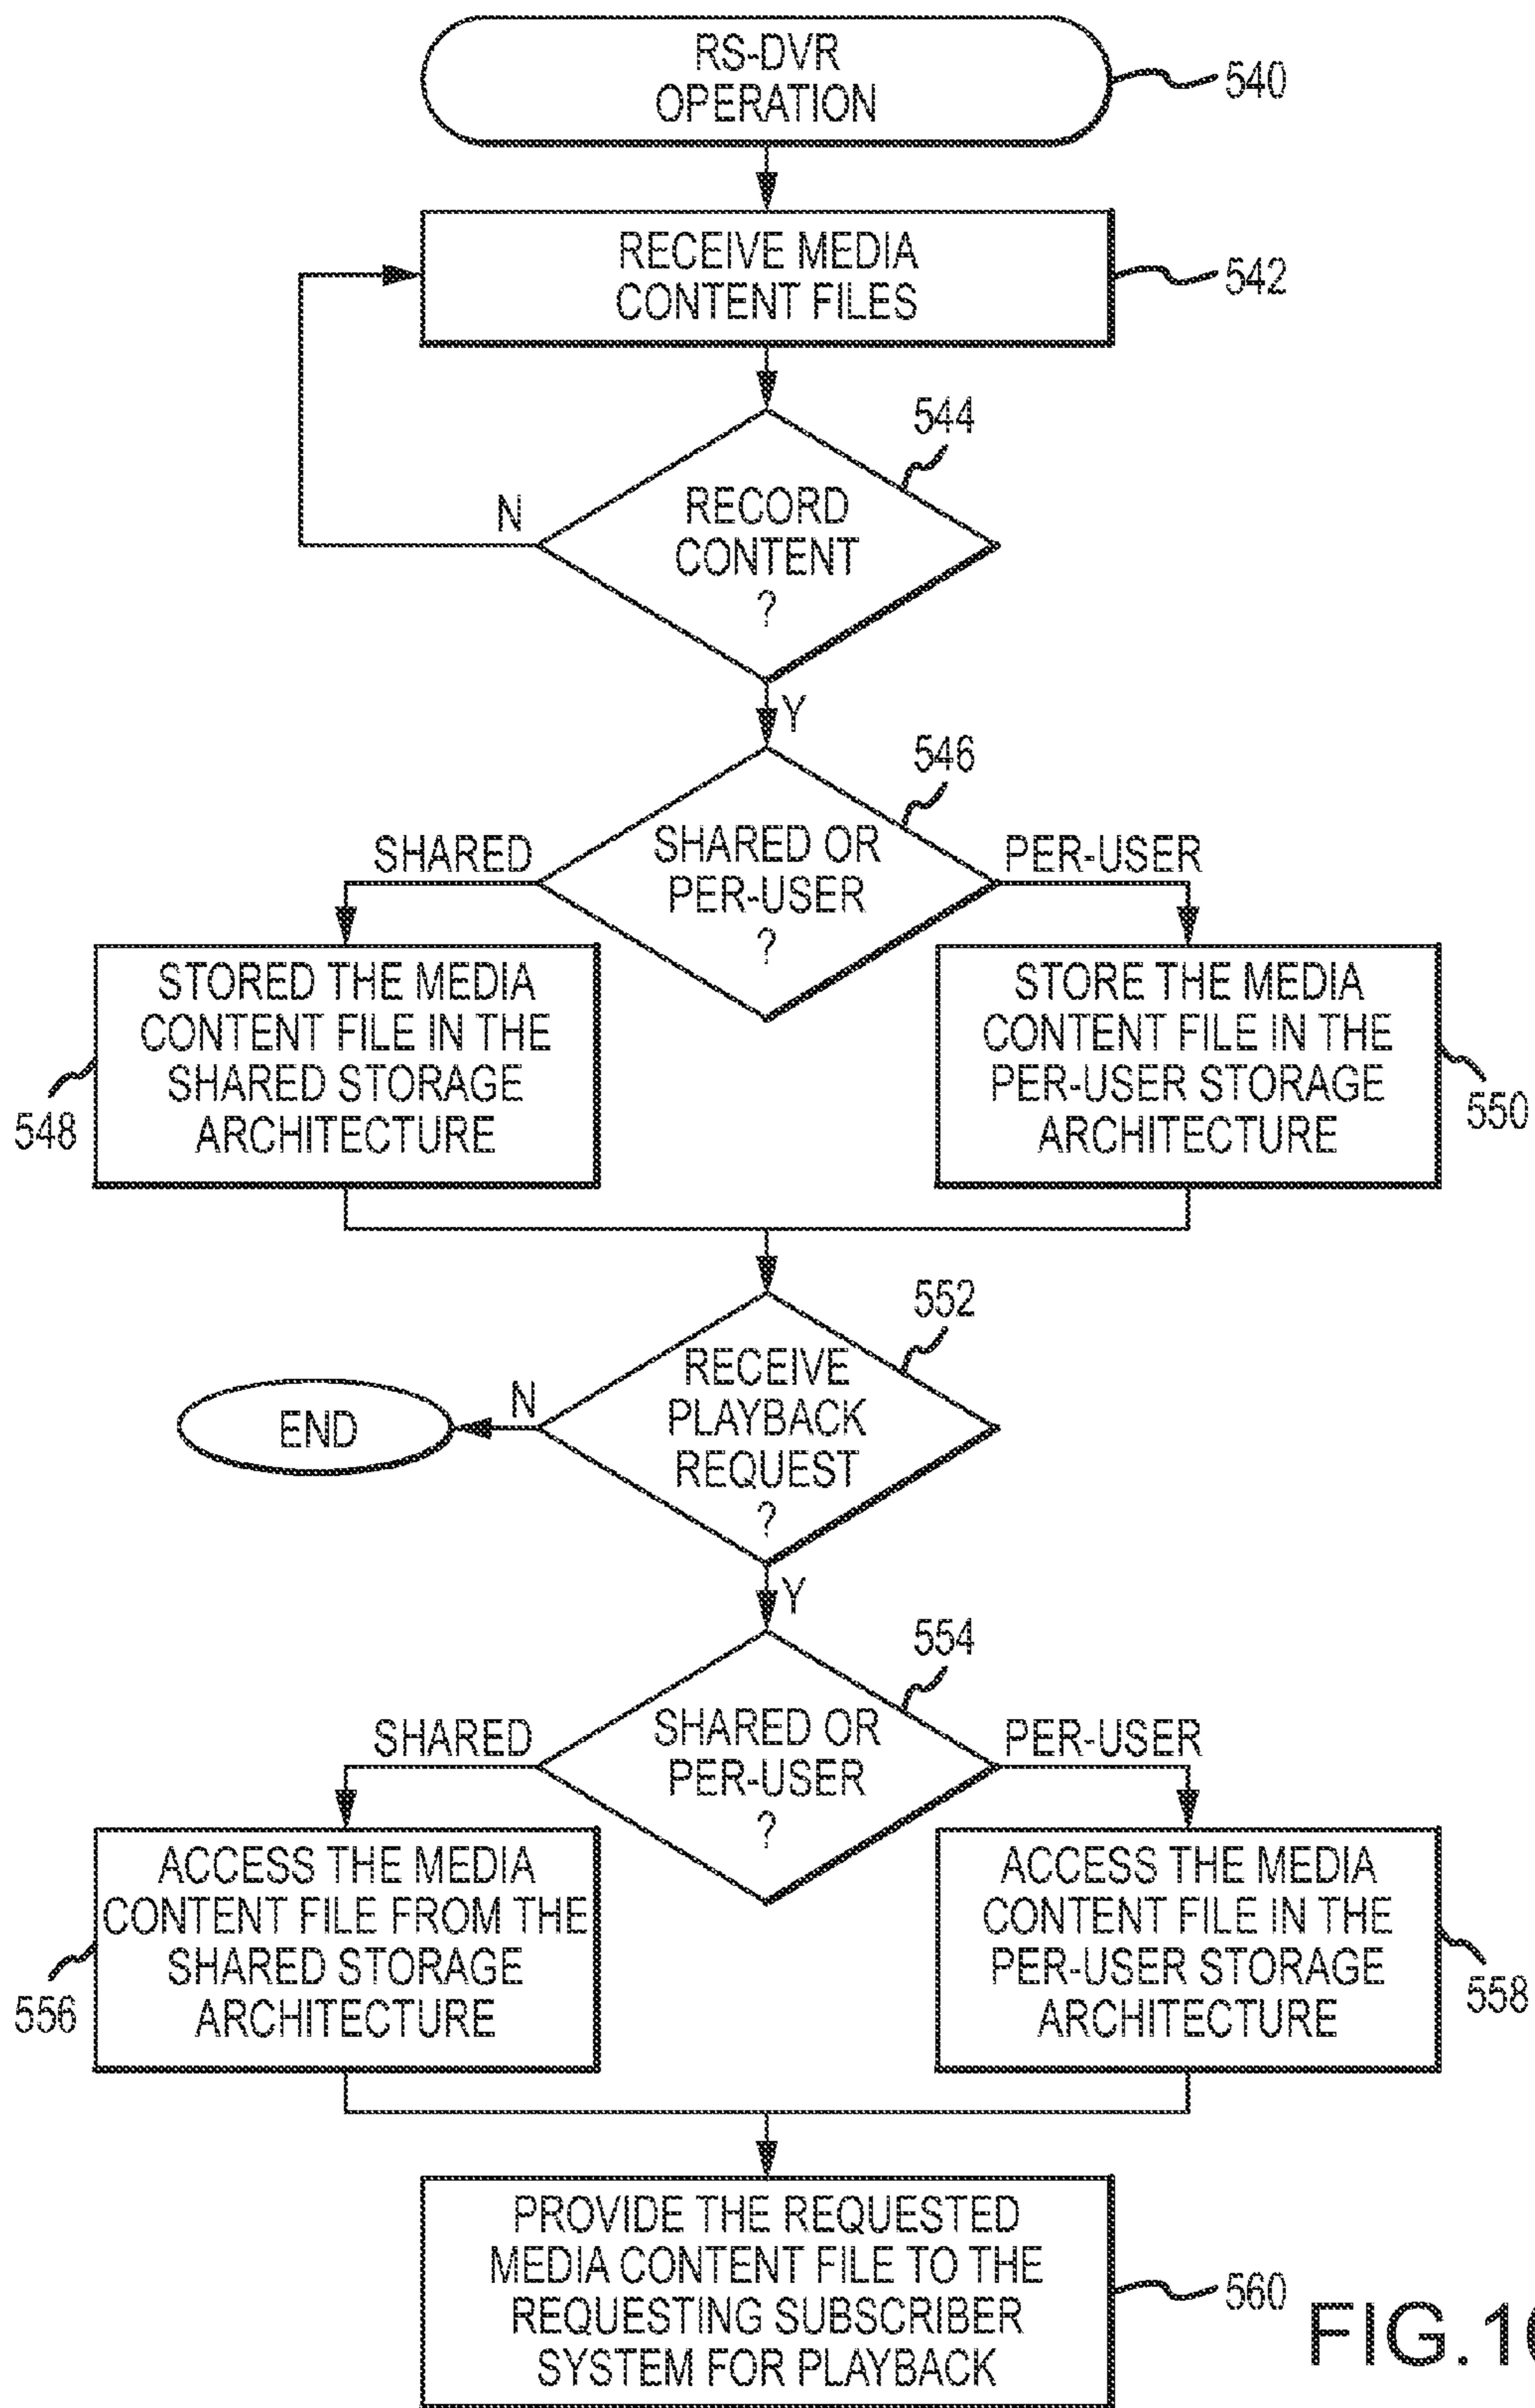 RS-DVR
OPERATION
540
RECEIVE MEDIA
CONTENT FILES
542
544
N
RECORD
CONTENT
?
Y
546
SHARED
SHARED OR
PER-USER
?
PER-USER
STORED THE MEDIA
CONTENT FILE IN THE
SHARED STORAGE
ARCHITECTURE
548
STORE THE MEDIA
CONTENT FILE IN THE
PER-USER STORAGE
ARCHITECTURE
550
552
RECEIVE
PLAYBACK
REQUEST
?
N
END
Y
554
SHARED
SHARED OR
PER-USER
?
PER-USER
ACCESS THE MEDIA
CONTENT FILE FROM THE
SHARED STORAGE
ARCHITECTURE
556
ACCESS THE MEDIA
CONTENT FILE IN THE
PER-USER STORAGE
ARCHITECTURE
558
PROVIDE THE REQUESTED
MEDIA CONTENT FILE TO THE
REQUESTING SUBSCRIBER
SYSTEM FOR PLAYBACK
560
FIG.